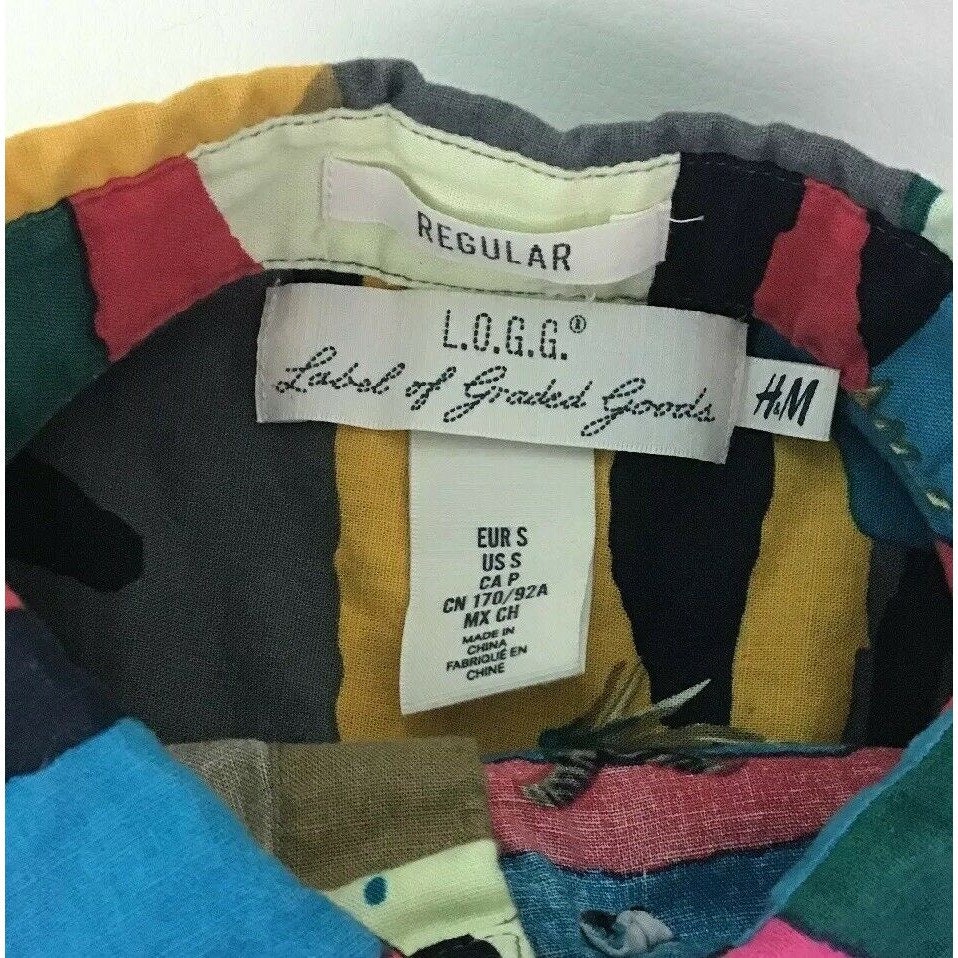 REGULAR
L.O.G.G.®
Label of Graded Goods
H&M
EUR S
US S
CA P
CN 170/92A
MX CH
MADE IN
CHINA
FABRIQUÉ EN
CHINE